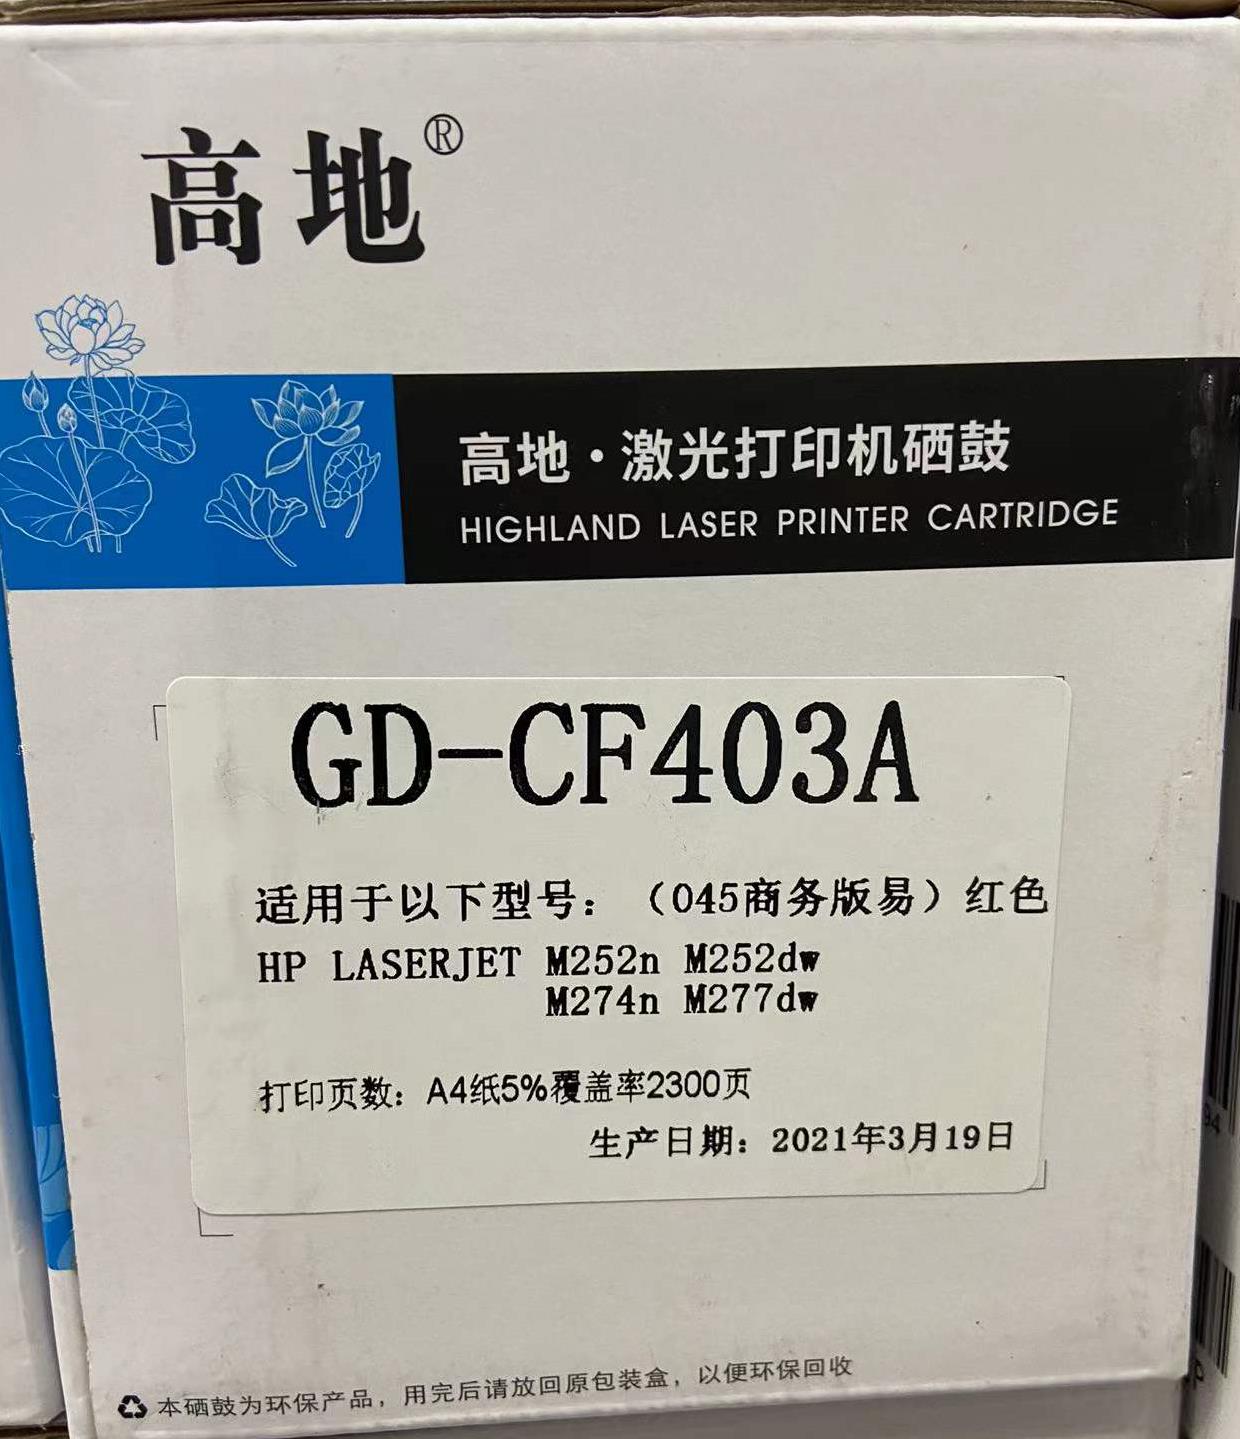 高地®
高地·激光打印机硒鼓
HIGHLAND LASER PRINTER CARTRIDGE
GD-CF403A
适用于以下型号：（045商务版易）红色
HP LASERJET M252n M252dw
M274n M277dw
打印页数：A4纸5%覆盖率2300页
生产日期：2021年3月19日
本硒鼓为环保产品，用完后请放回原包装盒，以便环保回收